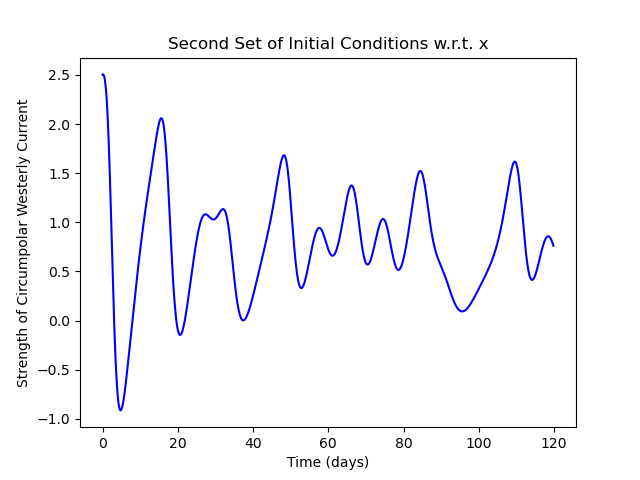 Second Set of Initial Conditions w.r.t. x
Strength of Circumpolar Westerly Current
2.5
2.0
1.5
1.0
0.5
0.0
−0.5
−1.0
0 20 40 60 80 100 120
Time (days)